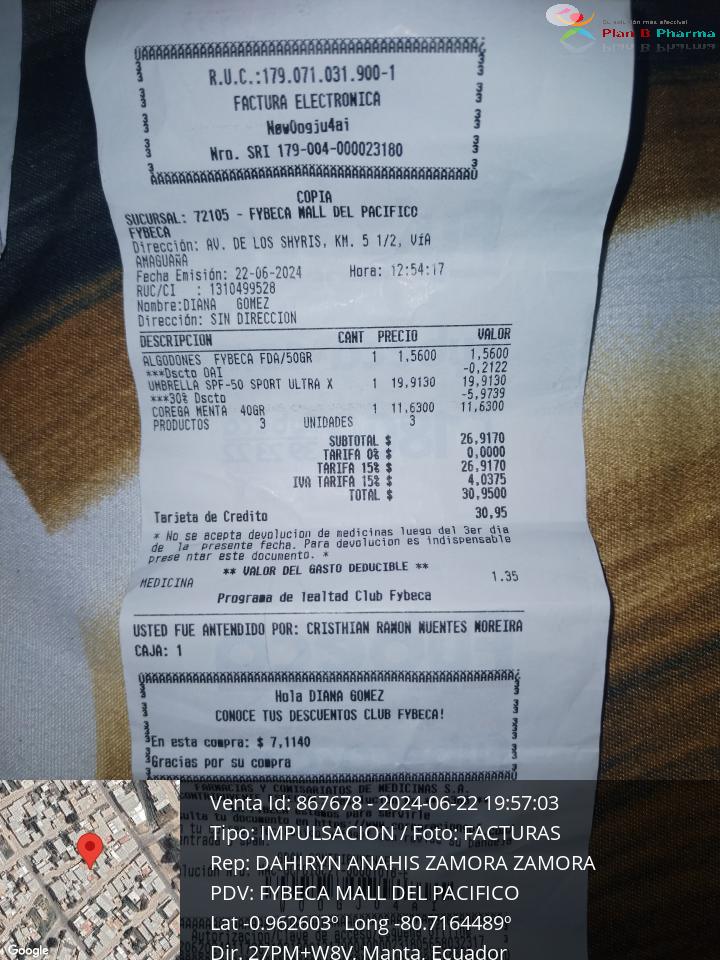 Su solución más efectiva!
Plan B Pharma
R.U.C.:179.071.031.900-1
FACTURA ELECTRONICA
NewOogju4ai
Nro. SRI 179-004-000023180
COPIA
SUCURSAL: 72105 - FYBECA MALL DEL PACIFICO
FYBECA
Dirección: AV. DE LOS SHYRIS, KM. 5 1/2, VíA
AMAGUAÑA
Fecha Emisión: 22-06-2024 Hora: 12:54:17
RUC/CI : 1310499528
Nombre:DIANA GOMEZ
Dirección: SIN DIRECCION
DESCRIPCION CANT PRECIO VALOR
ALGODONES FYBECA FDA/50GR 1 1,5600 1,5600
***Dscto OAI -0,2122
UMBRELLA SPF-50 SPORT ULTRA X 1 19,9130 19,9130
***30% Dscto -5,9739
COREGA MENTA 40GR 1 11,6300 11,6300
PRODUCTOS 3 UNIDADES 3
SUBTOTAL $ 26,9170
TARIFA 0% $ 0,0000
TARIFA 15% $ 26,9170
IVA TARIFA 15% $ 4,0375
TOTAL $ 30,9500
Tarjeta de Credito 30,95
* No se acepta devolucion de medicinas luego del 3er dia
de la presente fecha. Para devolucion es indispensable
prese ntar este documento. *
** VALOR DEL GASTO DEDUCIBLE **
MEDICINA 1.35
Programa de lealtad Club Fybeca
USTED FUE ANTENDIDO POR: CRISTHIAN RAMON MUENTES MOREIRA
CAJA: 1
Hola DIANA GOMEZ
CONOCE TUS DESCUENTOS CLUB FYBECA!
En esta compra: $ 7,1140
Gracias por su compra
FARMACIAS Y COMISARIATOS DE MEDICINAS S.A.
Venta Id: 867678 - 2024-06-22 19:57:03
Tipo: IMPULSACION / Foto: FACTURAS
Rep: DAHIRYN ANAHIS ZAMORA ZAMORA
PDV: FYBECA MALL DEL PACIFICO
Lat -0.962603º Long -80.7164489º
Dir. 27PM+W8V, Manta, Ecuador
Google